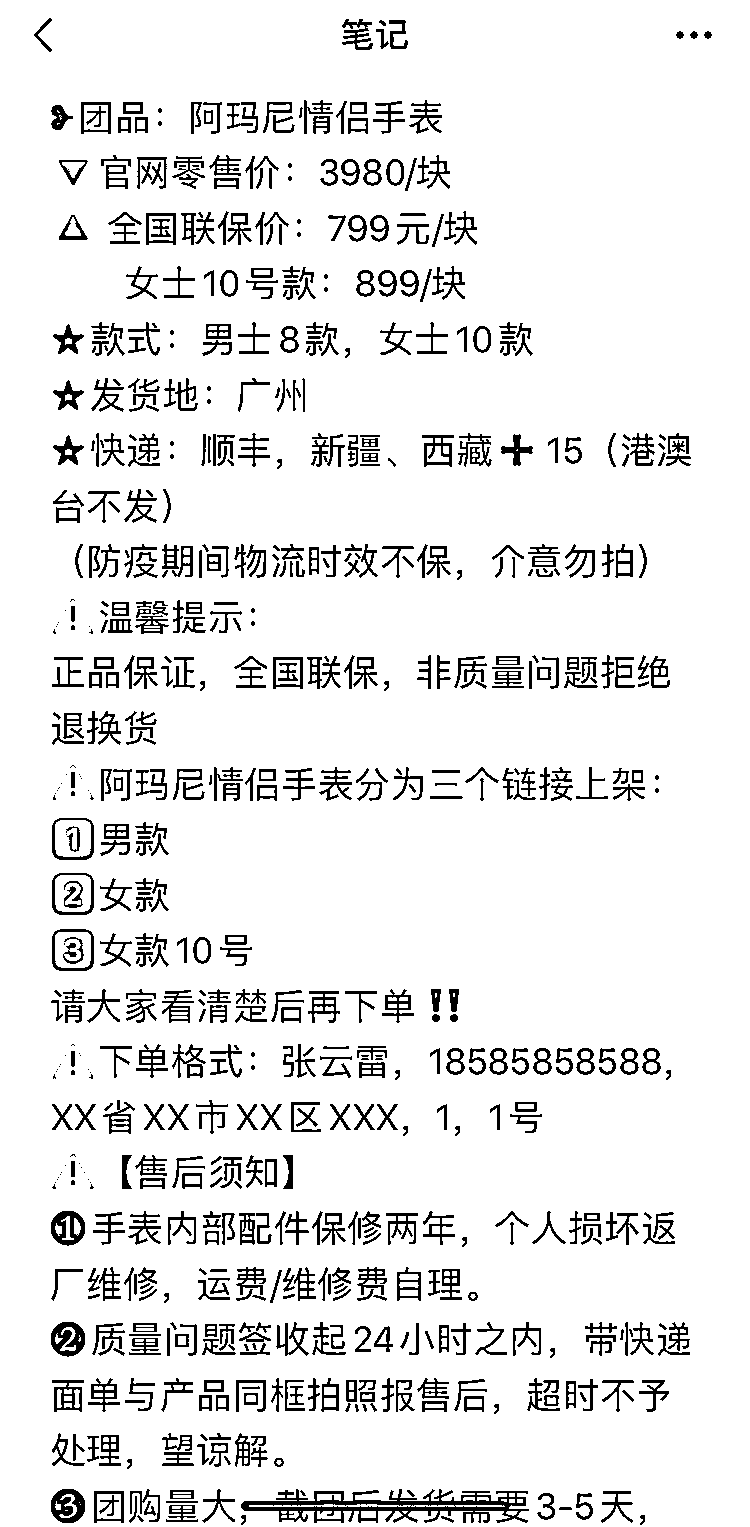 笔记
❥团品：阿玛尼情侣手表
▽官网零售价：3980/块
△ 全国联保价：799元/块
女士10号款：899/块
★款式：男士8款，女士10款
★发货地：广州
★快递：顺丰，新疆、西藏➕15（港澳
台不发）
（防疫期间物流时效不保，介意勿拍）
⚠️温馨提示：
正品保证，全国联保，非质量问题拒绝
退换货
⚠️阿玛尼情侣手表分为三个链接上架：
1️⃣男款
2️⃣女款
3️⃣女款10号
请大家看清楚后再下单‼️
⚠️下单格式：张云雷，18585858588，
XX省XX市XX区XXX，1，1号
⚠️【售后须知】
❶手表内部配件保修两年，个人损坏返
厂维修，运费/维修费自理。
❷质量问题签收起24小时之内，带快递
面单与产品同框拍照报售后，超时不予
处理，望谅解。
❸团购量大，截团后发货需要3-5天，